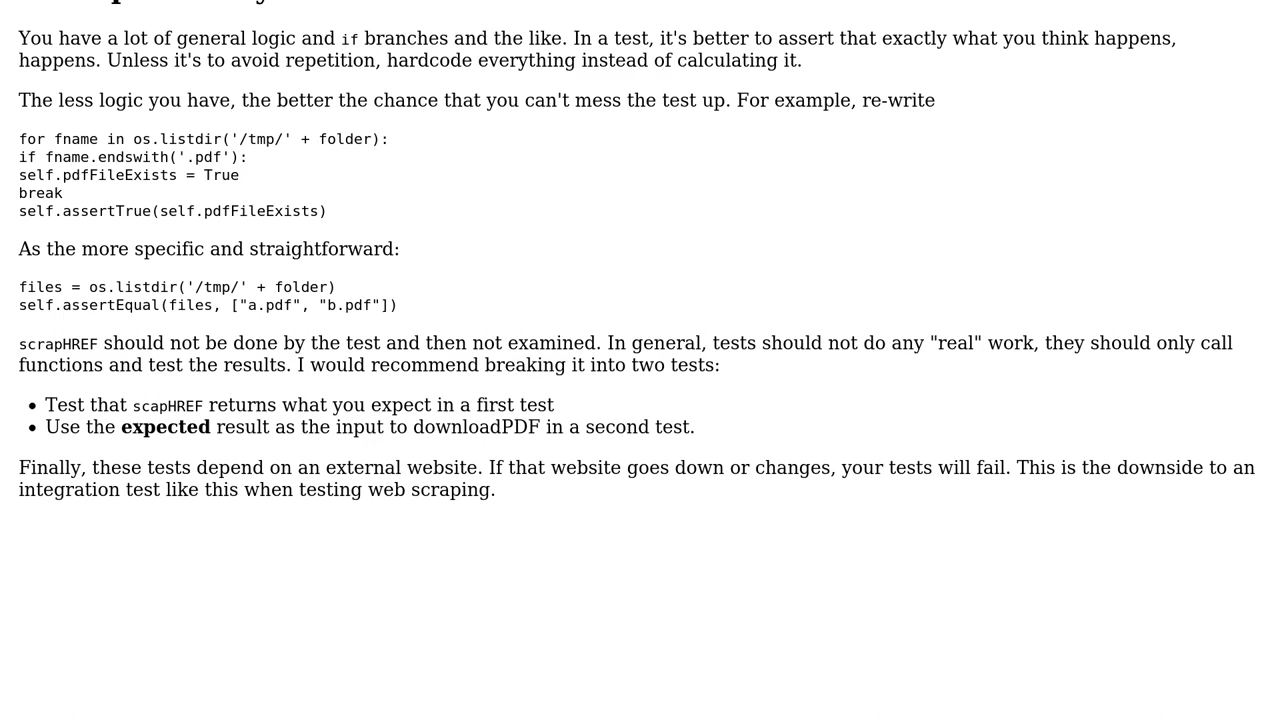 You have a lot of general logic and if branches and the like. In a test, it's better to assert that exactly what you think happens,
happens. Unless it's to avoid repetition, hardcode everything instead of calculating it.
The less logic you have, the better the chance that you can't mess the test up. For example, re-write
for fname in os.listdir('/tmp/' + folder):
if fname.endswith('.pdf'):
self.pdfFileExists = True
break
self.assertTrue(self.pdfFileExists)
As the more specific and straightforward:
files = os.listdir('/tmp/' + folder)
self.assertEqual(files, ["a.pdf", "b.pdf"])
scrapHREF should not be done by the test and then not examined. In general, tests should not do any "real" work, they should only call
functions and test the results. I would recommend breaking it into two tests:
• Test that scapHREF returns what you expect in a first test
• Use the expected result as the input to downloadPDF in a second test.
Finally, these tests depend on an external website. If that website goes down or changes, your tests will fail. This is the downside to an
integration test like this when testing web scraping.